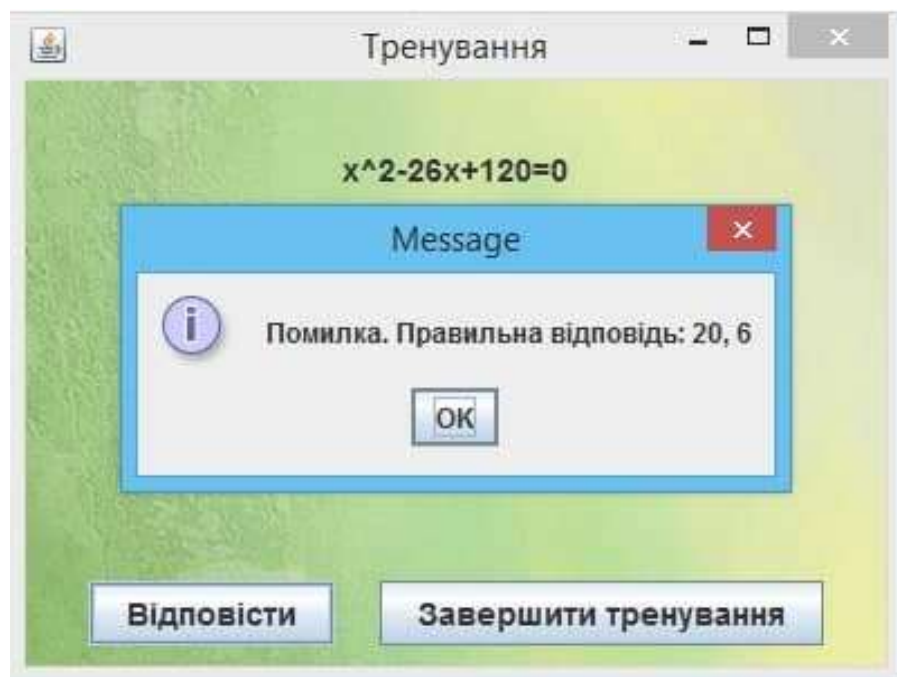 Тренування
x^2-26x+120=0
Message
Помилка. Правильна відповідь: 20, 6
OK
Відповісти
Завершити тренування